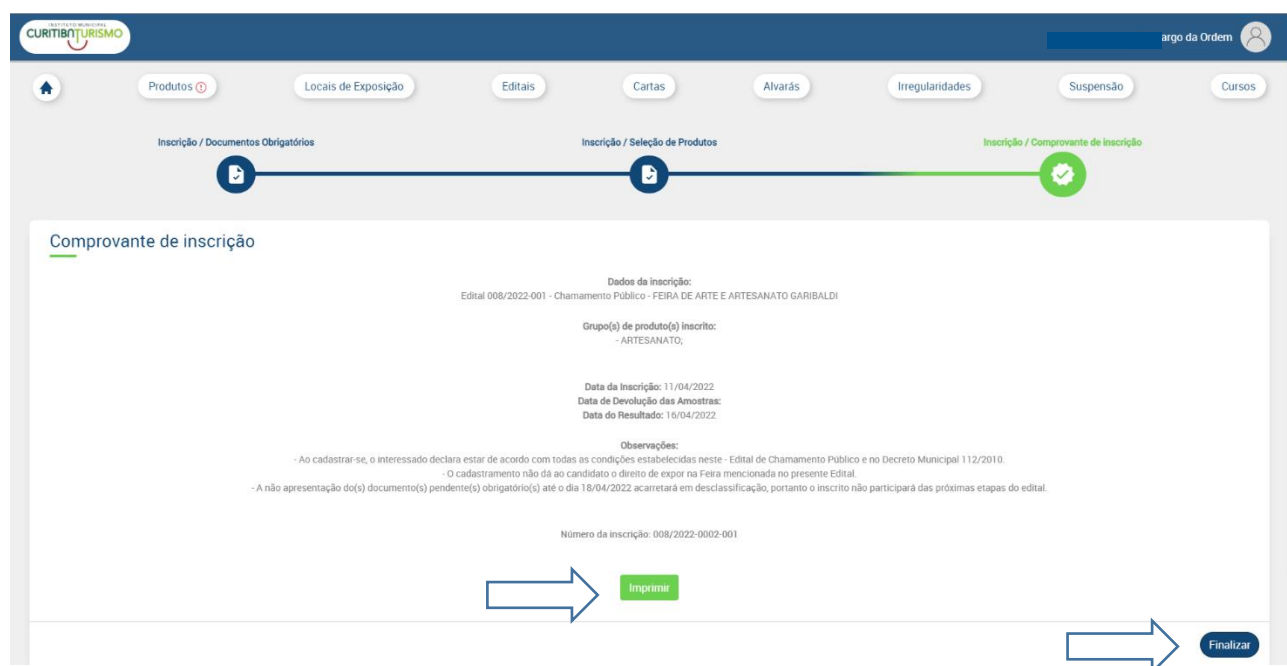 INSTITUTO MUNICIPAL
CURITIBA TURISMO
argo da Ordem
Produtos
Locais de Exposição
Editais
Cartas
Alvarás
Irregularidades
Suspensão
Cursos
Inscrição / Documentos Obrigatórios
Inscrição / Seleção de Produtos
Inscrição / Comprovante de inscrição
Comprovante de inscrição
Dados da inscrição:
Edital 008/2022-001 - Chamamento Público - FEIRA DE ARTE E ARTESANATO GARIBALDI
Grupo(s) de produto(s) inscrito:
- ARTESANATO;
Data da Inscrição: 11/04/2022
Data de Devolução das Amostras:
Data do Resultado: 16/04/2022
Observações:
- Ao cadastrar-se, o interessado declara estar de acordo com todas as condições estabelecidas neste - Edital de Chamamento Público e no Decreto Municipal 112/2010.
- O cadastramento não dá ao candidato o direito de expor na Feira mencionada no presente Edital.
- A não apresentação do(s) documento(s) pendente(s) obrigatório(s) até o dia 18/04/2022 acarretará em desclassificação, portanto o inscrito não participará das próximas etapas do edital.
Número da inscrição: 008/2022-0002-001
Imprimir
Finalizar